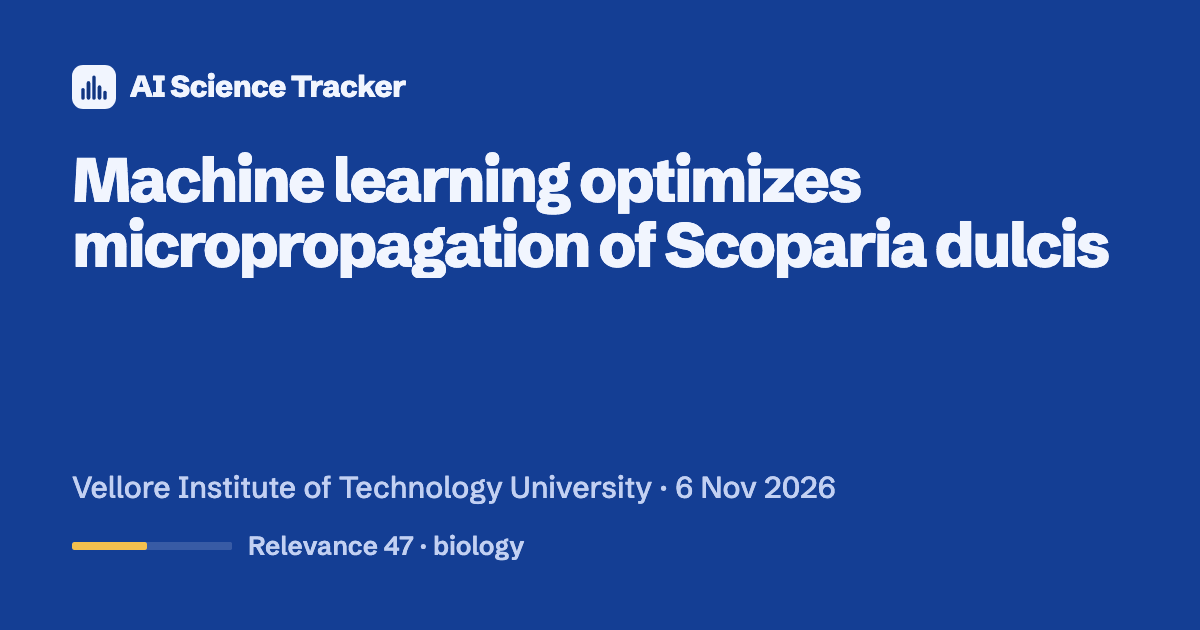 AI Science Tracker
Machine learning optimizes
micropropagation of Scoparia dulcis
Vellore Institute of Technology University · 6 Nov 2026
Relevance 47 · biology